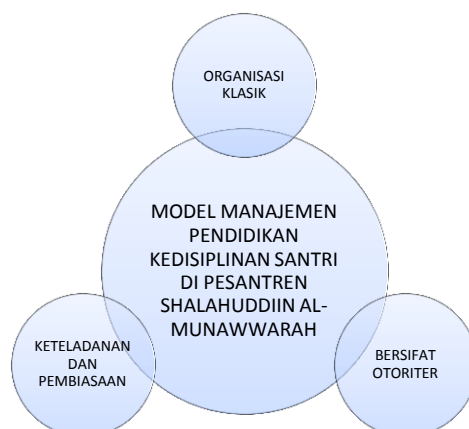 ORGANISASI
KLASIK
MODEL MANAJEMEN
PENDIDIKAN
KEDISIPLINAN SANTRI
DI PESANTREN
SHALAHUDDIIN AL-
MUNAWWARAH
KETELADANAN
DAN
PEMBIASAAN
BERSIFAT
OTORITER